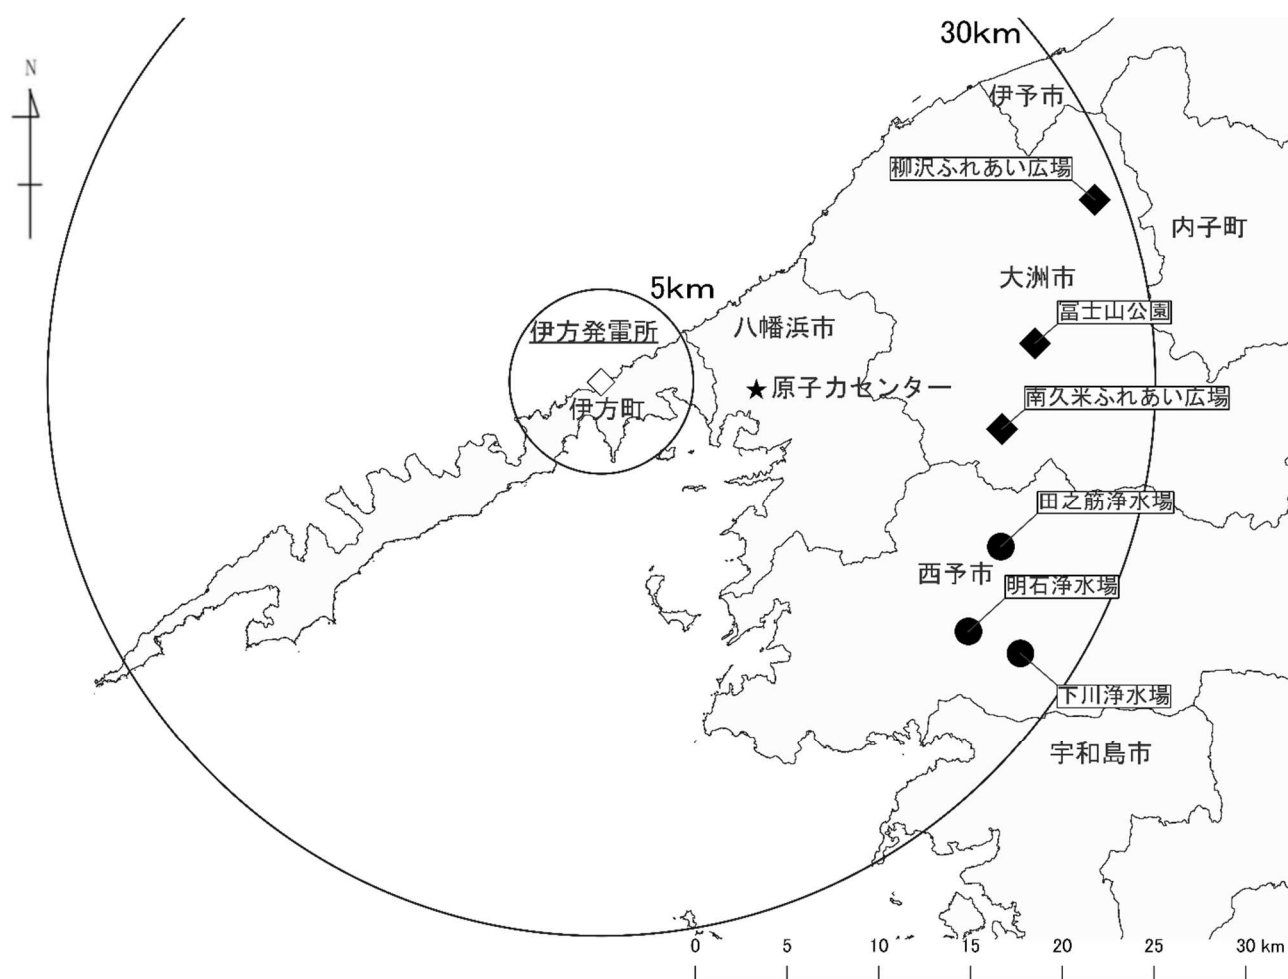 30km
N
伊予市
柳沢ふれあい広場
内子町
大洲市
5km
冨士山公園
伊方発電所
八幡浜市
原子力センター
南久米ふれあい広場
伊方町
田之筋浄水場
西予市
明石浄水場
下川浄水場
宇和島市
0 5 10 15 20 25 30 km